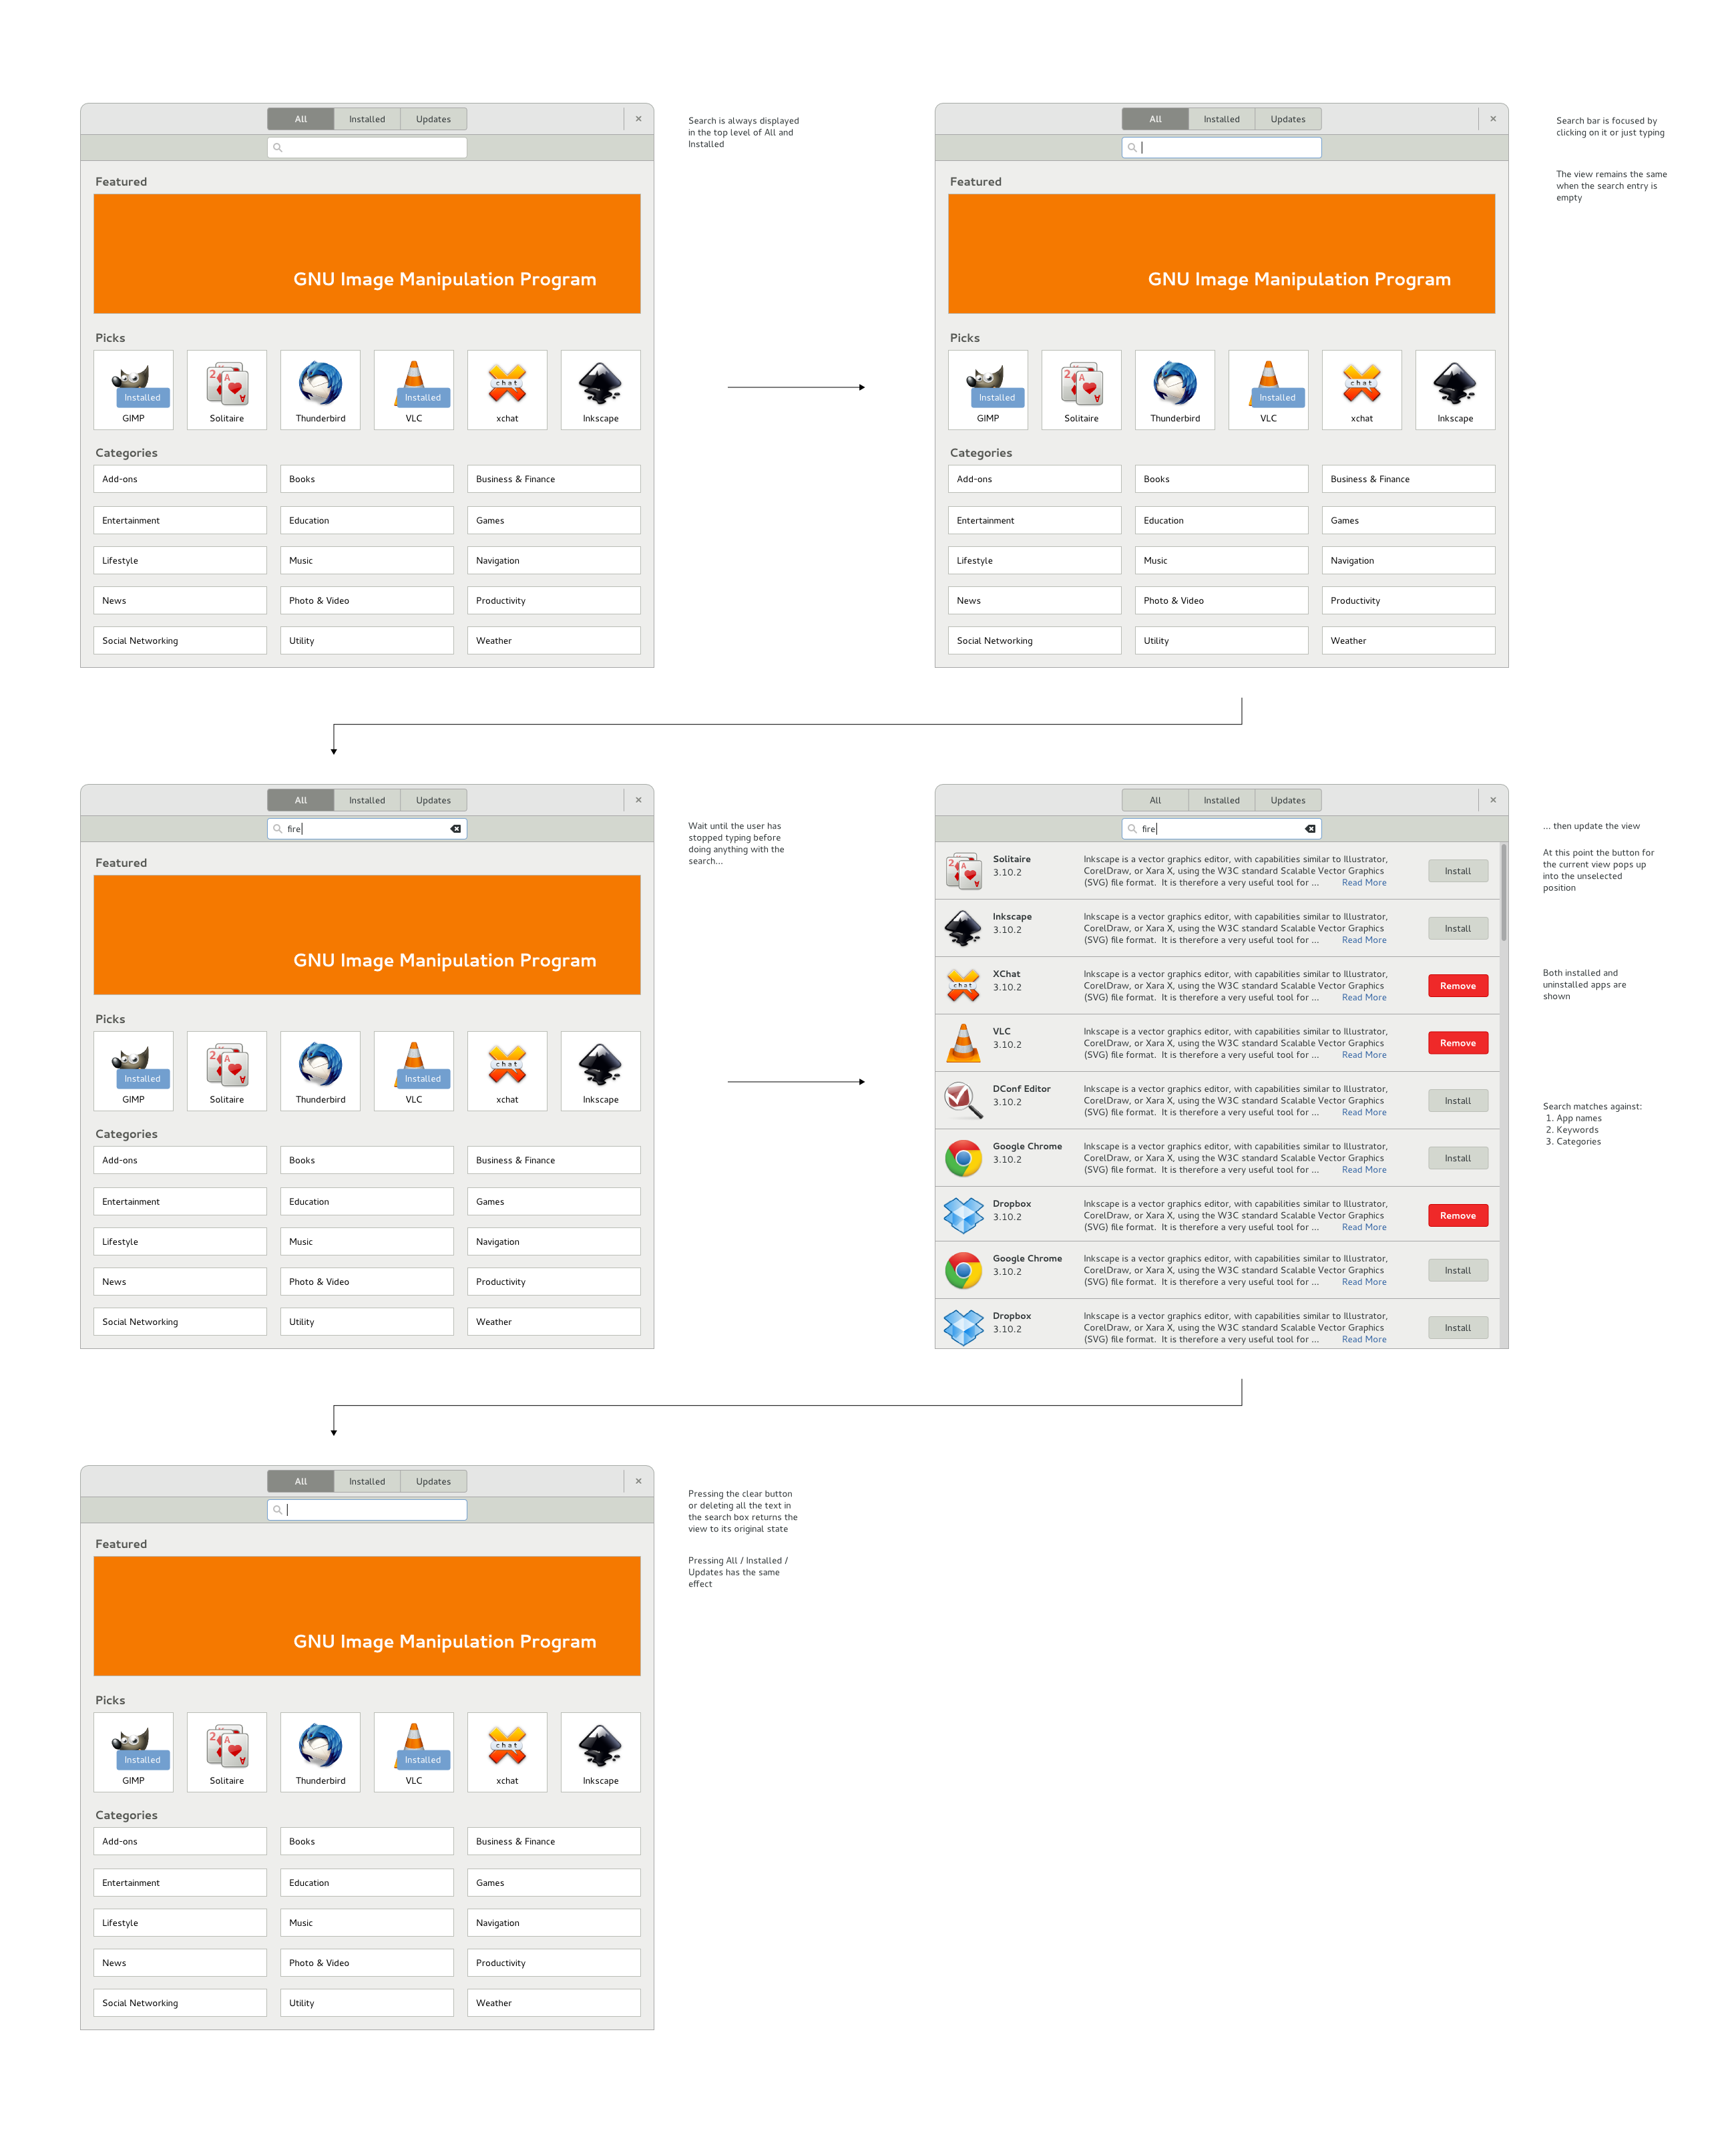 All Installed Updates ×
Featured
GNU Image Manipulation Program
Picks
2 A A Installed Installed chat
GIMP Solitaire Thunderbird VLC xchat Inkscape
Categories
Add-ons Books Business & Finance
Entertainment Education Games
Lifestyle Music Navigation
News Photo & Video Productivity
Social Networking Utility Weather
Search is always displayed
in the top level of All and
Installed
All Installed Updates ×
Featured
GNU Image Manipulation Program
Picks
2 A A Installed Installed chat
GIMP Solitaire Thunderbird VLC xchat Inkscape
Categories
Add-ons Books Business & Finance
Entertainment Education Games
Lifestyle Music Navigation
News Photo & Video Productivity
Social Networking Utility Weather
Search bar is focused by
clicking on it or just typing
The view remains the same
when the search entry is
empty
All Installed Updates ×
fire
Featured
GNU Image Manipulation Program
Picks
2 A A Installed Installed chat
GIMP Solitaire Thunderbird VLC xchat Inkscape
Categories
Add-ons Books Business & Finance
Entertainment Education Games
Lifestyle Music Navigation
News Photo & Video Productivity
Social Networking Utility Weather
Wait until the user has
stopped typing before
doing anything with the
search...
All Installed Updates ×
fire
Solitaire Inkscape is a vector graphics editor, with capabilities similar to Illustrator,
3.10.2 CorelDraw, or Xara X, using the W3C standard Scalable Vector Graphics Install
(SVG) file format. It is therefore a very useful tool for ... Read More
Inkscape Inkscape is a vector graphics editor, with capabilities similar to Illustrator,
3.10.2 CorelDraw, or Xara X, using the W3C standard Scalable Vector Graphics Install
(SVG) file format. It is therefore a very useful tool for ... Read More
XChat Inkscape is a vector graphics editor, with capabilities similar to Illustrator,
chat 3.10.2 CorelDraw, or Xara X, using the W3C standard Scalable Vector Graphics Remove
(SVG) file format. It is therefore a very useful tool for ... Read More
VLC Inkscape is a vector graphics editor, with capabilities similar to Illustrator,
3.10.2 CorelDraw, or Xara X, using the W3C standard Scalable Vector Graphics Remove
(SVG) file format. It is therefore a very useful tool for ... Read More
DConf Editor Inkscape is a vector graphics editor, with capabilities similar to Illustrator,
3.10.2 CorelDraw, or Xara X, using the W3C standard Scalable Vector Graphics Install
(SVG) file format. It is therefore a very useful tool for ... Read More
Google Chrome Inkscape is a vector graphics editor, with capabilities similar to Illustrator,
3.10.2 CorelDraw, or Xara X, using the W3C standard Scalable Vector Graphics Install
(SVG) file format. It is therefore a very useful tool for ... Read More
Dropbox Inkscape is a vector graphics editor, with capabilities similar to Illustrator,
3.10.2 CorelDraw, or Xara X, using the W3C standard Scalable Vector Graphics Remove
(SVG) file format. It is therefore a very useful tool for ... Read More
Google Chrome Inkscape is a vector graphics editor, with capabilities similar to Illustrator,
3.10.2 CorelDraw, or Xara X, using the W3C standard Scalable Vector Graphics Install
(SVG) file format. It is therefore a very useful tool for ... Read More
Dropbox Inkscape is a vector graphics editor, with capabilities similar to Illustrator,
3.10.2 CorelDraw, or Xara X, using the W3C standard Scalable Vector Graphics Install
(SVG) file format. It is therefore a very useful tool for ... Read More
... then update the view
At this point the button for
the current view pops up
into the unselected
position
Both installed and
uninstalled apps are
shown
Search matches against:
1. App names
2. Keywords
3. Categories
All Installed Updates ×
Featured
GNU Image Manipulation Program
Picks
2 A A Installed Installed chat
GIMP Solitaire Thunderbird VLC xchat Inkscape
Categories
Add-ons Books Business & Finance
Entertainment Education Games
Lifestyle Music Navigation
News Photo & Video Productivity
Social Networking Utility Weather
Pressing the clear button
or deleting all the text in
the search box returns the
view to its original state
Pressing All / Installed /
Updates has the same
effect